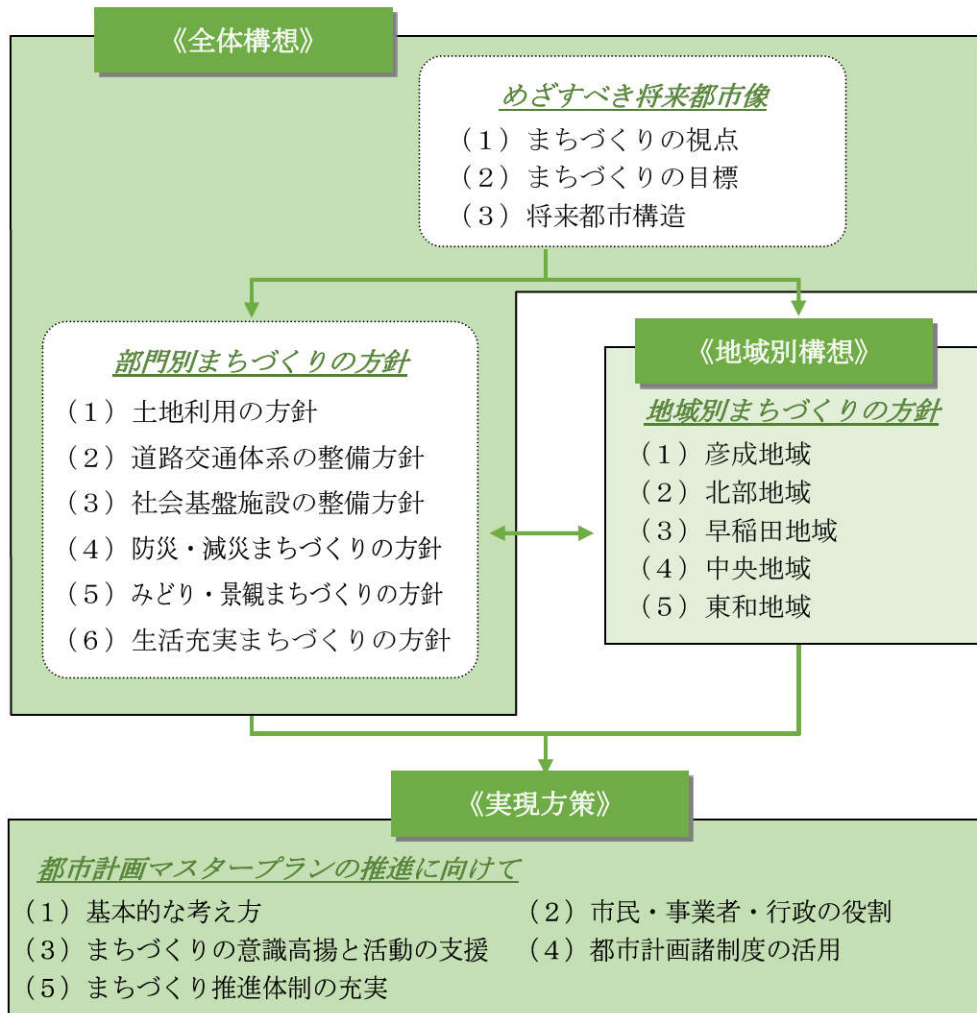 《全体構想》
めざすべき将来都市像
（１）まちづくりの視点
（２）まちづくりの目標
（３）将来都市構造
部門別まちづくりの方針
（１）土地利用の方針
（２）道路交通体系の整備方針
（３）社会基盤施設の整備方針
（４）防災・減災まちづくりの方針
（５）みどり・景観まちづくりの方針
（６）生活充実まちづくりの方針
《地域別構想》
地域別まちづくりの方針
（１）彦成地域
（２）北部地域
（３）早稲田地域
（４）中央地域
（５）東和地域
《実現方策》
都市計画マスタープランの推進に向けて
（１）基本的な考え方
（２）市民・事業者・行政の役割
（３）まちづくりの意識高揚と活動の支援
（４）都市計画諸制度の活用
（５）まちづくり推進体制の充実